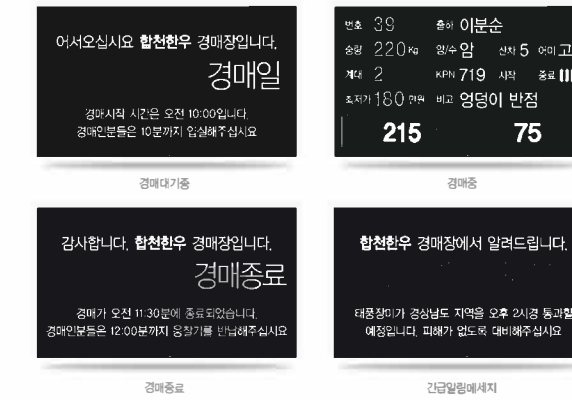 어서오십시요 합천한우 경매장입니다.
경매일
경매시작 시간은 오전 10:00입니다.
경매인분들은 10분까지 입실해주십시요
경매대기중
번호 39 출하 이분순
중량 220 Kg 암/수 암 산차 5 어미 고
계대 2 KPN 719 시작 종료
최저가 180 만원 비고 엉덩이 반점
215 75
경매중
감사합니다. 합천한우 경매장입니다.
경매종료
경매가 오전 11:30분에 종료되었습니다.
경매인분들은 12:00분까지 응찰기를 반납해주십시요
경매종료
합천한우 경매장에서 알려드립니다.
태풍장미가 경상남도 지역을 오후 2시경 통과할
예정입니다. 피해가 없도록 대비해주십시요
긴급알림메세지